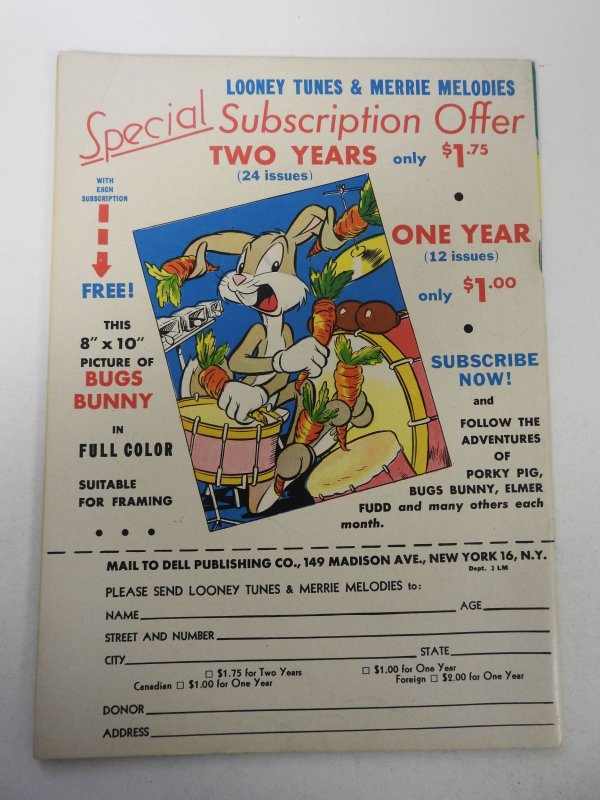 LOONEY TUNES & MERRIE MELODIES
Special Subscription Offer
TWO YEARS only $1.75
(24 issues)
WITH
EACH
SUBSCRIPTION
FREE!
THIS
8" x 10"
PICTURE OF
BUGS
BUNNY
IN
FULL COLOR
SUITABLE
FOR FRAMING
ONE YEAR
(12 issues)
only $1.00
SUBSCRIBE
NOW!
and
FOLLOW THE
ADVENTURES
OF
PORKY PIG,
BUGS BUNNY, ELMER
FUDD and many others each
month.
MAIL TO DELL PUBLISHING CO., 149 MADISON AVE., NEW YORK 16, N.Y.
Dept. 3 LM
PLEASE SEND LOONEY TUNES & MERRIE MELODIES to:
NAME AGE
STREET AND NUMBER
CITY STATE
□ $1.75 for Two Years □ $1.00 for One Year
Canadian □ $1.00 for One Year Foreign □ $2.00 for One Year
DONOR
ADDRESS